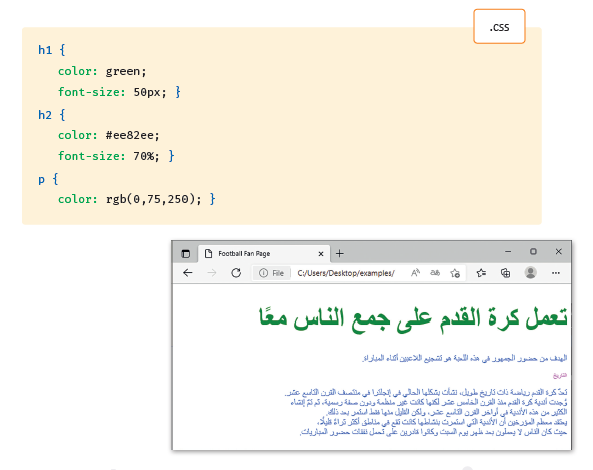 .css
h1 {
color: green;
font-size: 50px; }
h2 {
color: #ee82ee;
font-size: 70%; }
p {
color: rgb(0,75,250); }
Football Fan Page
File
C:/Users/Desktop/examples/
تعمل كرة القدم على جمع الناس معًا
الهدف من حضور الجمهور في هذه اللعبة هو تشجيع اللاعبين أثناء المباراة.
التاريخ
تعدّ كرة القدم رياضة ذات تاريخ طويل، نشأت بشكلها الحالي في إنجلترا في منتصف القرن التاسع عشر.
وُجدت أندية كرة القدم منذ القرن الخامس عشر لكنها كانت غير منظمة ودون صفة رسمية، ثم تمّ إنشاء
الكثير من هذه الأندية في أواخر القرن التاسع عشر، ولكن القليل منها فقط استمر بعد ذلك.
يعتقد معظم المؤرخين أن الأندية التي استمرت بنشاطها كانت تقع في مناطق أكثر ثراءً قليلًا،
حيث كان الناس لا يعملون بعد ظهر يوم السبت وكانوا قادرين على تحمل نفقات حضور المباريات.